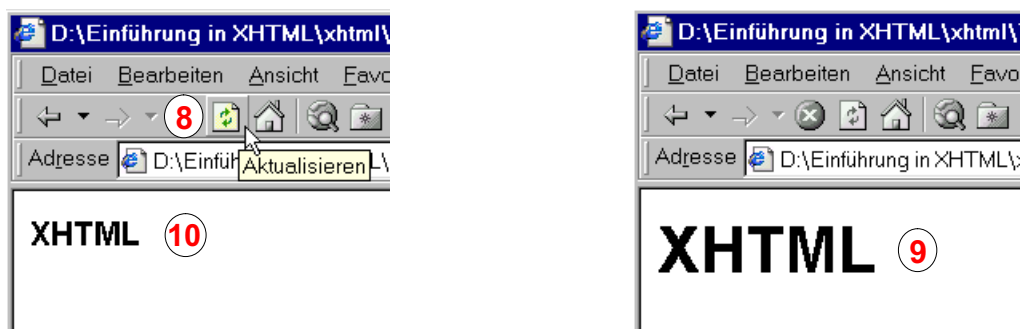 D:\Einführung in XHTML\xhtml\
Datei Bearbeiten Ansicht Favo
8
Adresse D:\Einfüh L\
Aktualisieren
XHTML 10
D:\Einführung in XHTML\xhtml\
Datei Bearbeiten Ansicht Favo
Adresse D:\Einführung in XHTML\
XHTML 9